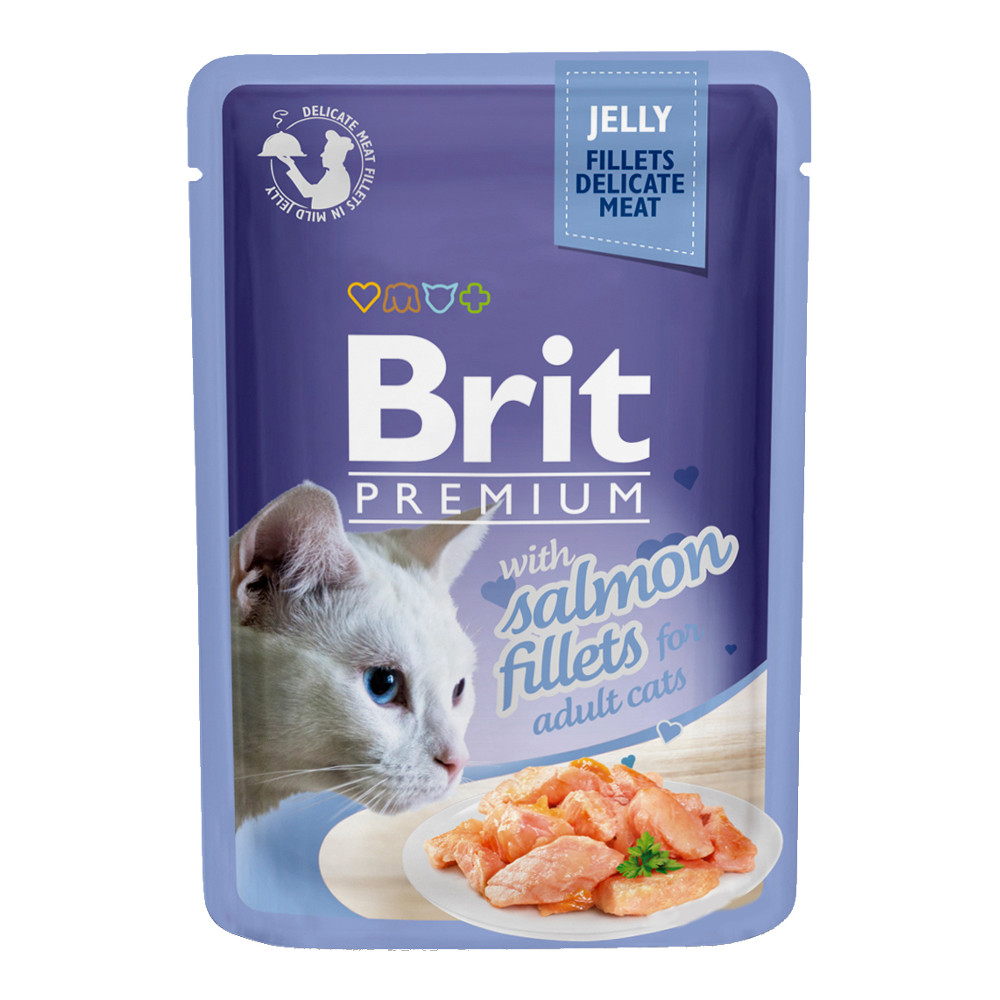 DELICATE MEAT FILLETS IN MILD JELLY
JELLY
FILLETS
DELICATE
MEAT
Brit
PREMIUM
with
salmon
fillets for
adult cats